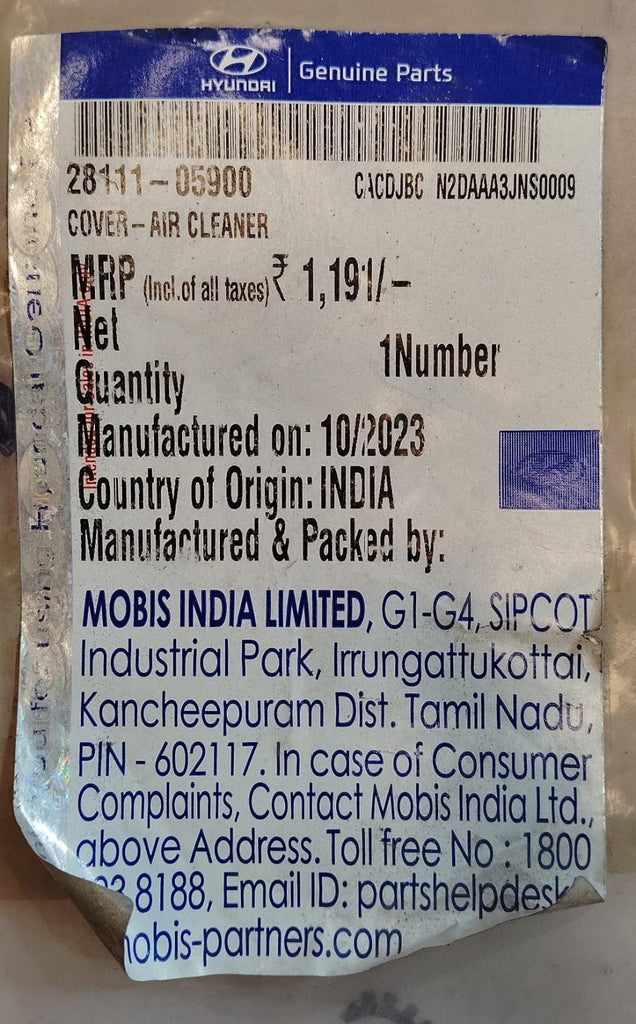 HYUNDAI | Genuine Parts
28111-05900 CACDJBC N2DAAA3JNS0009
COVER-AIR CLEANER
MRP (Incl.of all taxes) ₹ 1,191/-
Net
Quantity 1Number
Manufactured on: 10/2023
Country of Origin: INDIA
Manufactured & Packed by:
MOBIS INDIA LIMITED, G1-G4, SIPCOT
Industrial Park, Irrungattukottai,
Kancheepuram Dist. Tamil Nadu,
PIN - 602117. In case of Consumer
Complaints, Contact Mobis India Ltd.,
above Address. Toll free No : 1800
8188, Email ID: partshelpdesk
mobis-partners.com